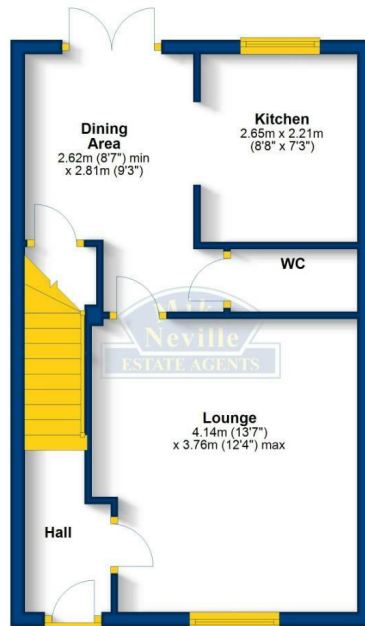 Dining
Area
2.62m (8'7") min
x 2.81m (9'3")
Kitchen
2.65m x 2.21m
(8'8" x 7'3")
WC
Mike
Neville
ESTATE AGENTS
Lounge
4.14m (13'7")
x 3.76m (12'4") max
Hall